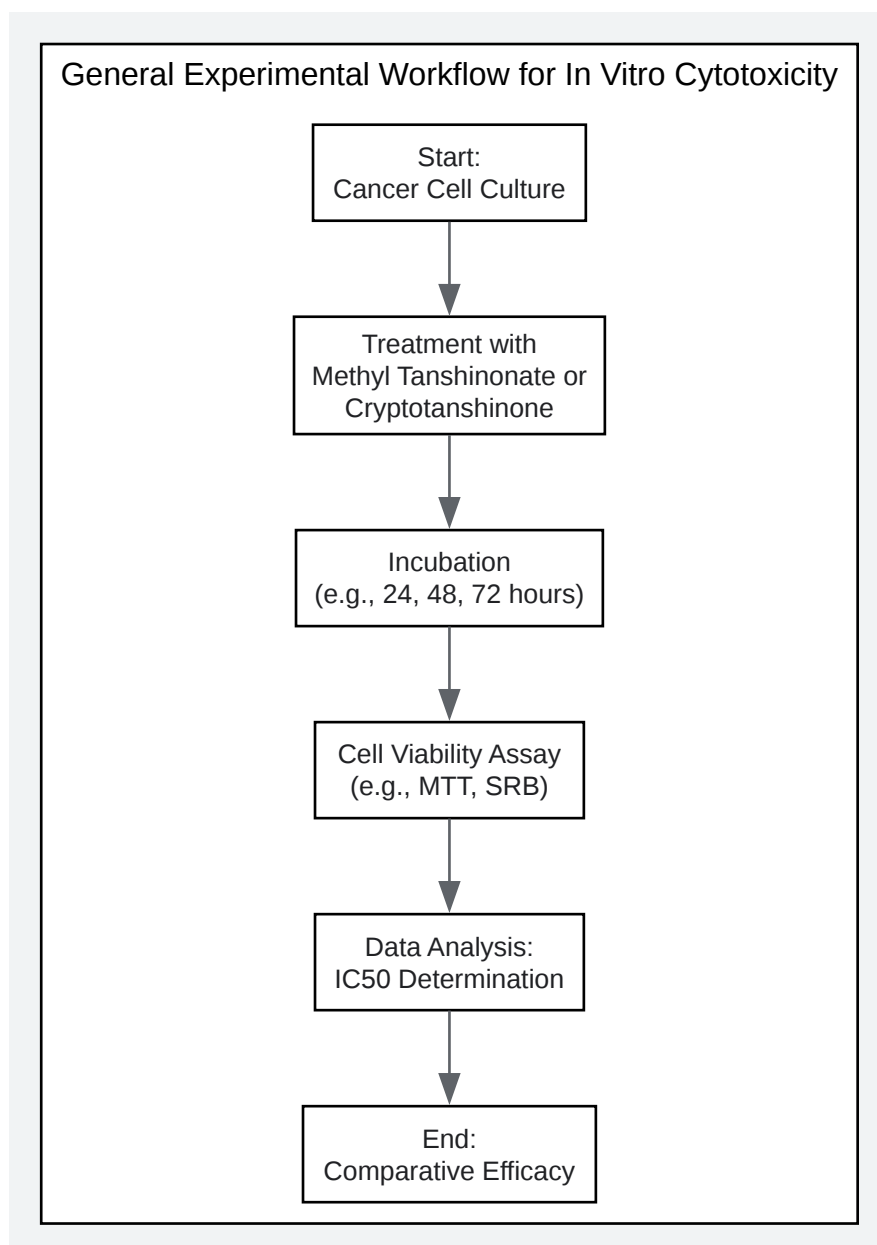 General Experimental Workflow for In Vitro Cytotoxicity
Start:
Cancer Cell Culture
Treatment with
Methyl Tanshinonate or
Cryptotanshinone
Incubation
(e.g., 24, 48, 72 hours)
Cell Viability Assay
(e.g., MTT, SRB)
Data Analysis:
IC50 Determination
End:
Comparative Efficacy